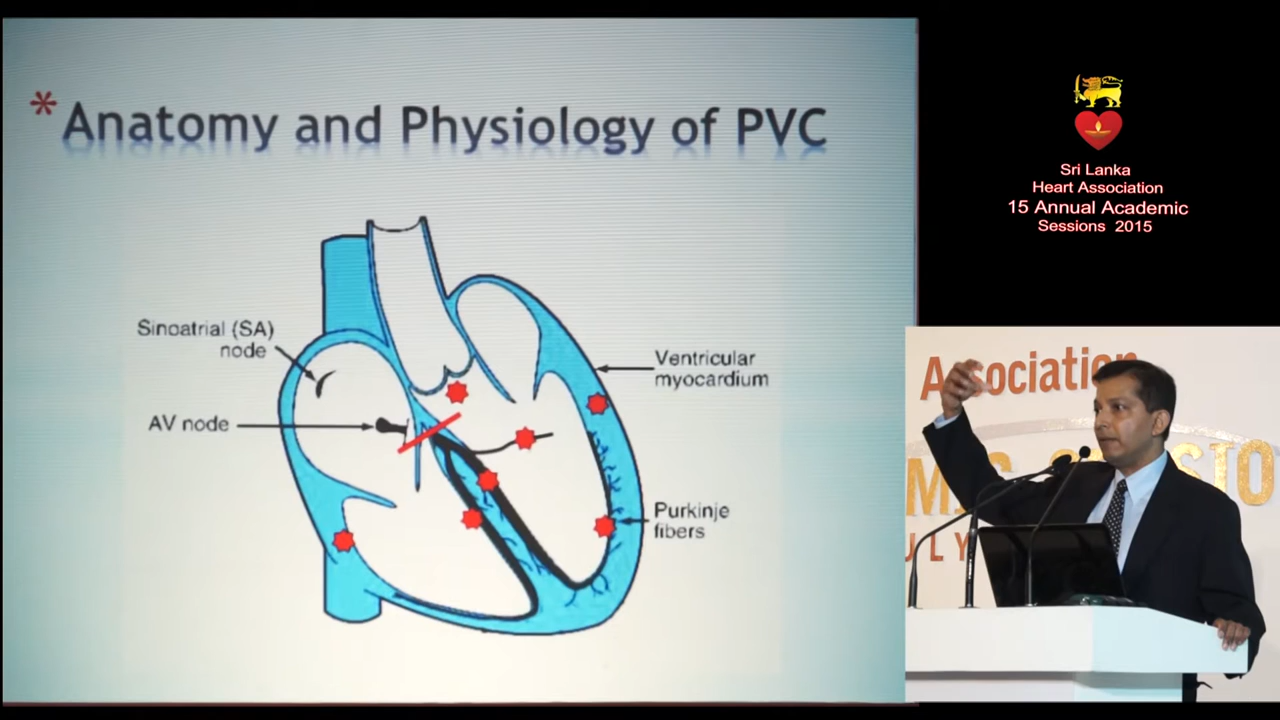 * Anatomy and Physiology of PVC
Sinoatrial (SA)
node
AV node
Ventricular
myocardium
Purkinje
fibers
Sri Lanka
Heart Association
15 Annual Academic
Sessions 2015
Association